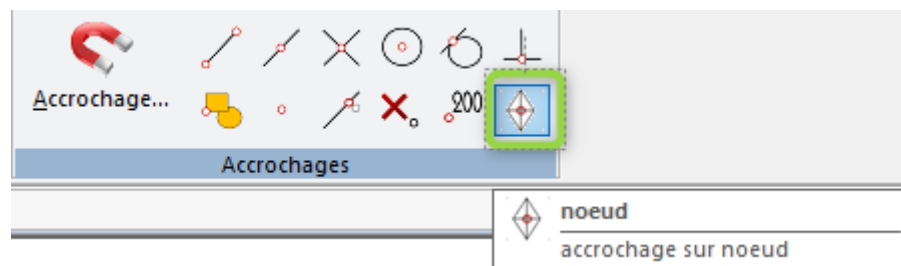 Accrochage...
200
Accrochages
noeud
accrochage sur noeud